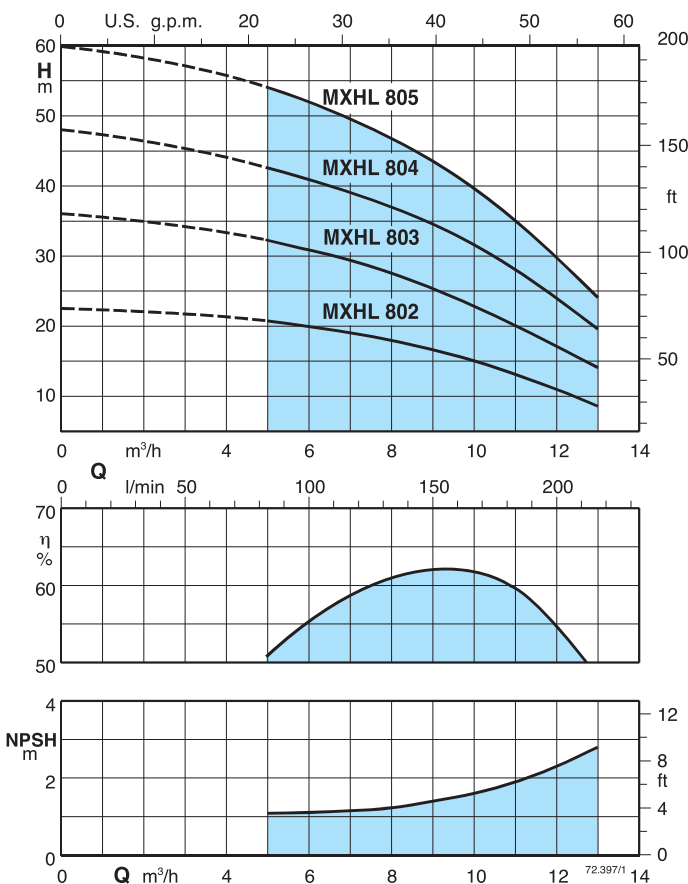 0 U.S. g.p.m. 20 30 40 50 60
60 200
H
m
MXHL 805
50
150
MXHL 804
40
ft
MXHL 803
30 100
MXHL 802
20
50
10
0 m³/h 4 6 8 10 12 14
Q
0 l/min 50 100 150 200
70
η
%
60
50
4
12
NPSH
m
8
2 ft
4
0 0
72.397/1
0 Q m³/h 4 6 8 10 12 14